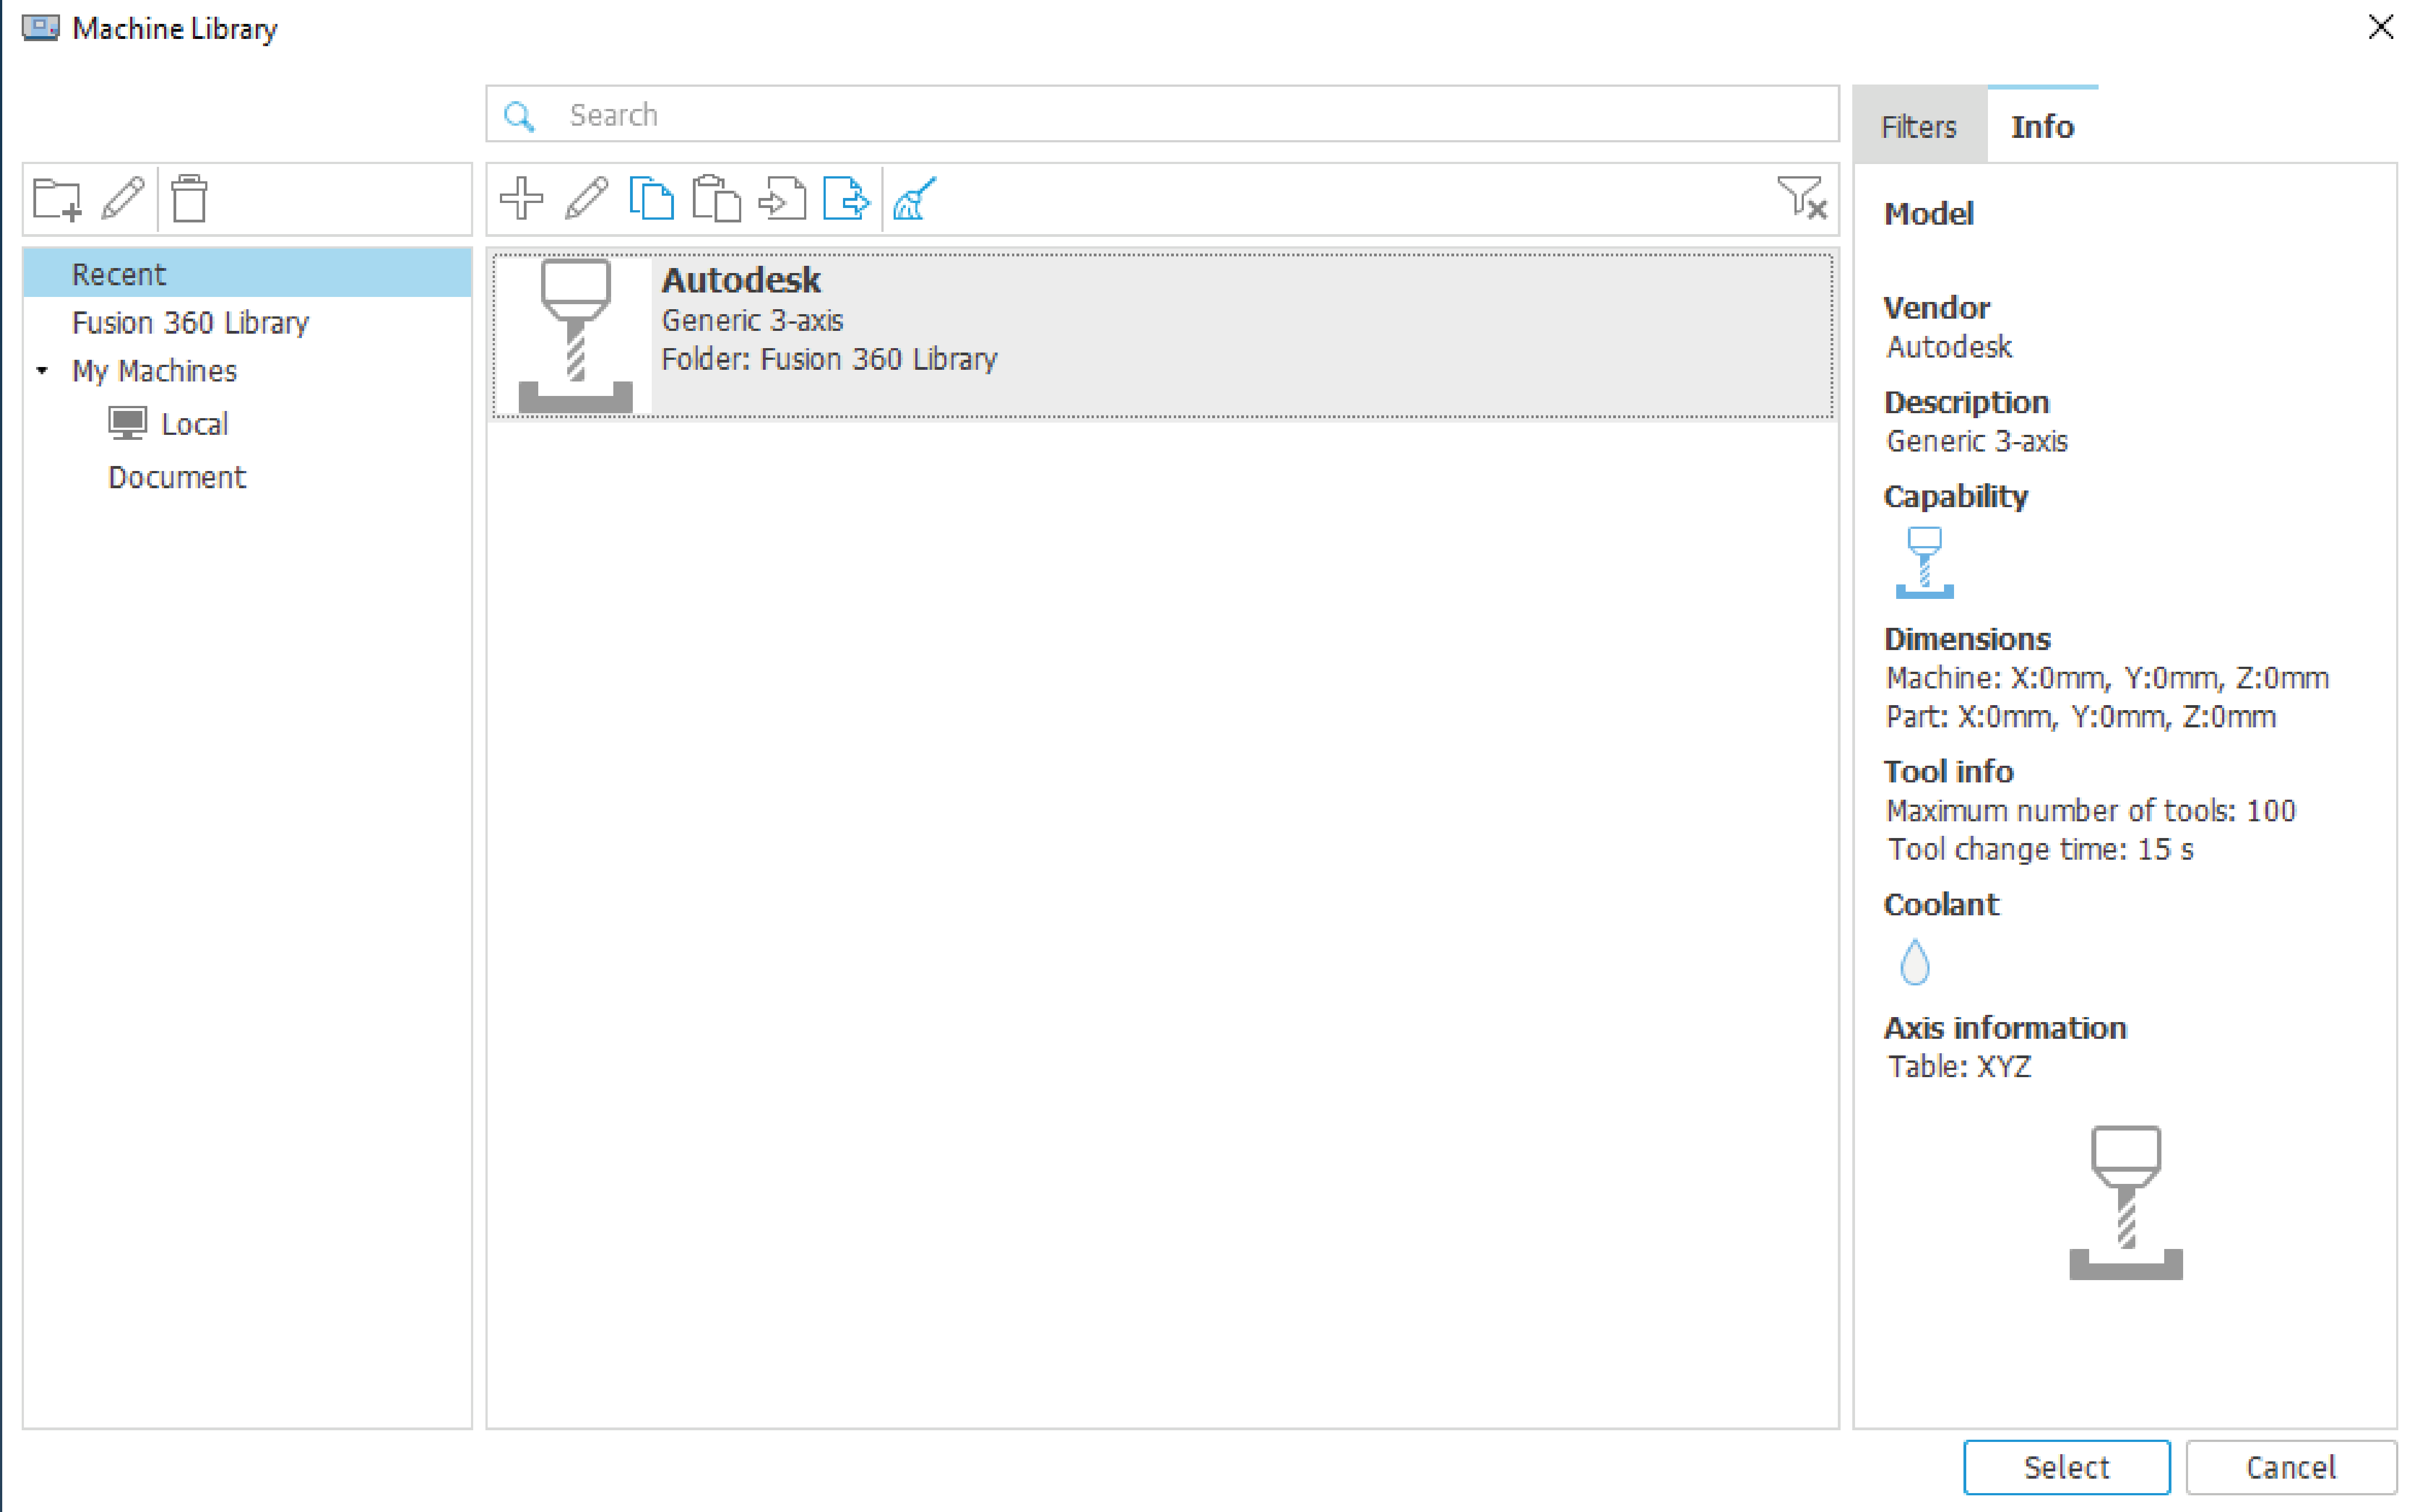 Machine Library
Search
Filters
Info
Recent
Fusion 360 Library
My Machines
Local
Document
Autodesk
Generic 3-axis
Folder: Fusion 360 Library
Model
Vendor
Autodesk
Description
Generic 3-axis
Capability
Dimensions
Machine: X:0mm, Y:0mm, Z:0mm
Part: X:0mm, Y:0mm, Z:0mm
Tool info
Maximum number of tools: 100
Tool change time: 15 s
Coolant
Axis information
Table: XYZ
Select
Cancel